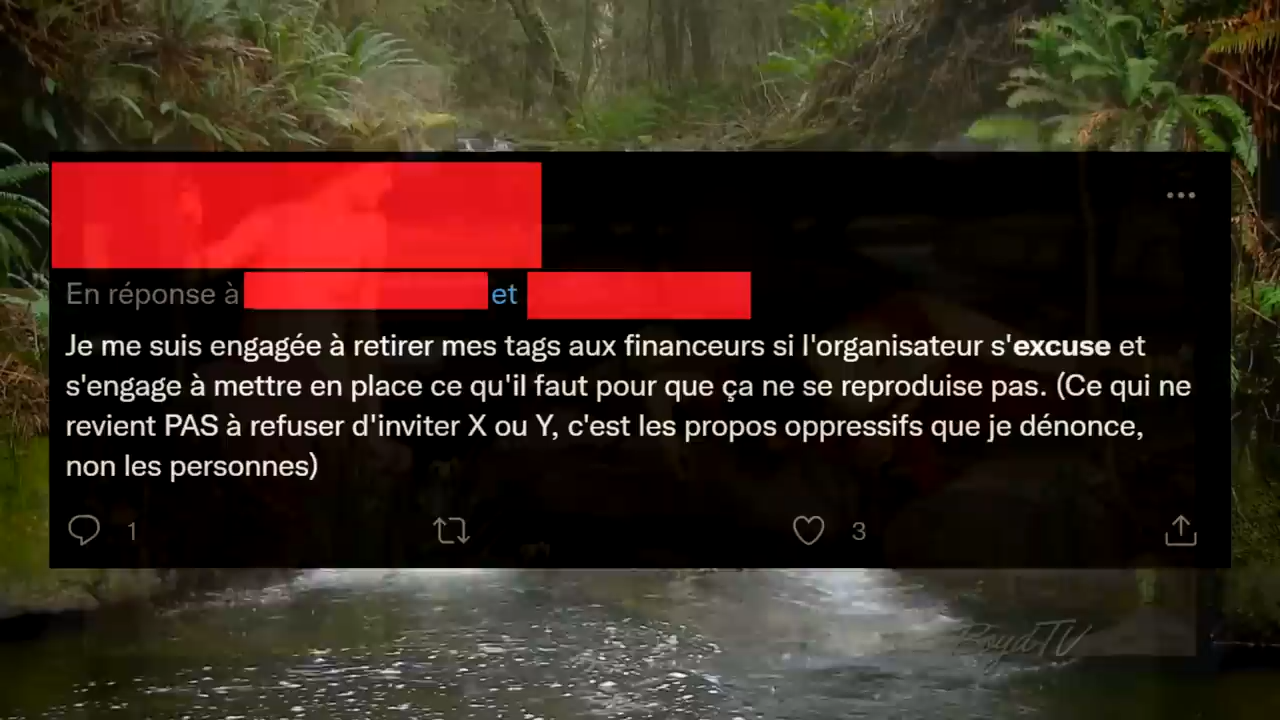 En réponse à et
Je me suis engagée à retirer mes tags aux financeurs si l'organisateur s'excuse et
s'engage à mettre en place ce qu'il faut pour que ça ne se reproduise pas. (Ce qui ne
revient PAS à refuser d'inviter X ou Y, c'est les propos oppressifs que je dénonce,
non les personnes)
1 3
BoydTV